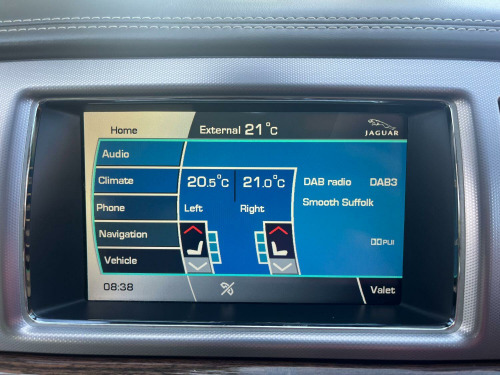 Home
External 21°C
JAGUAR
Audio
Climate
Phone
Navigation
Vehicle
20.5°C
21.0°C
Left
Right
DAB radio
DAB3
Smooth Suffolk
PLII
08:38
Valet